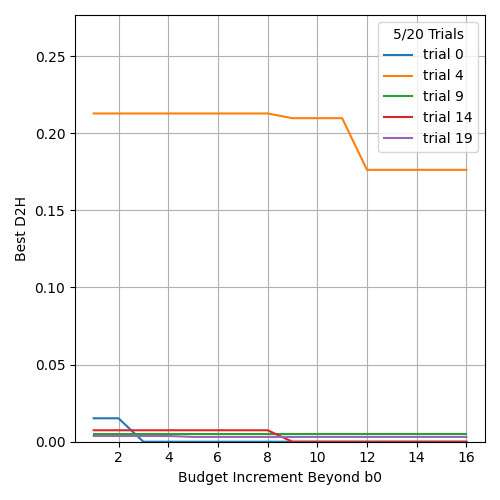 5/20 Trials
trial 0
trial 4
trial 9
trial 14
trial 19
0.25
0.20
0.15
0.10
0.05
0.00
Best D2H
2 4 6 8 10 12 14 16
Budget Increment Beyond b0